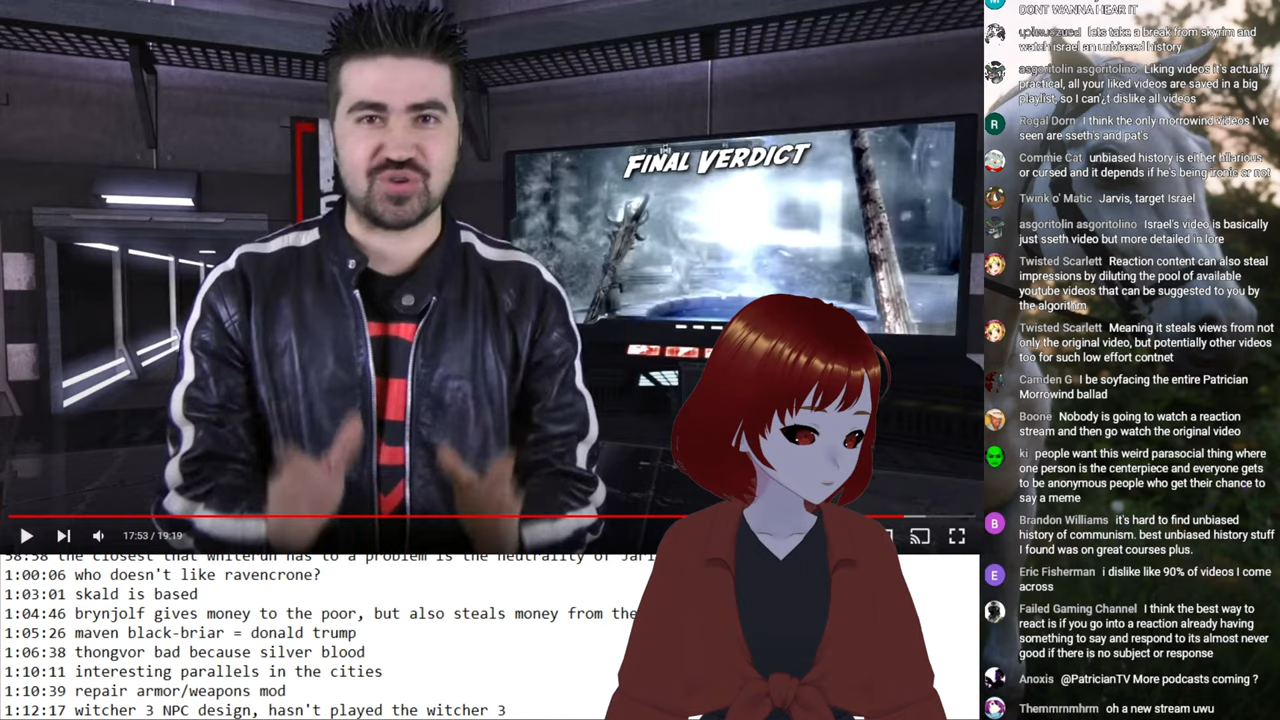 FINAL VERDICT
17:53 / 19:19
58:58 the closest that whiterun has to a problem is the neutrality of Jarl
1:00:06 who doesn't like ravencrone?
1:03:01 skald is based
1:04:46 brynjolf gives money to the poor, but also steals money from the
1:05:26 maven black-briar = donald trump
1:06:38 thongvor bad because silver blood
1:10:11 interesting parallels in the cities
1:10:39 repair armor/weapons mod
1:12:17 witcher 3 NPC design, hasn't played the witcher 3
DONT WANNA HEAR IT
lets take a break from skyrim and
watch israel an unbiased history
asgoritolin asgoritolino Liking videos it's actually
practical, all your liked videos are saved in a big
playlist, so I can¿t dislike all videos
R
Rogal Dorn I think the only morrowind videos I've
seen are sseth's and pat's
Commie Cat unbiased history is either hilarious
or cursed and it depends if he's being ironic or not
Twink o' Matic Jarvis, target Israel
asgoritolin asgoritolino Israel's video is basically
just sseth video but more detailed in lore
Twisted Scarlett Reaction content can also steal
impressions by diluting the pool of available
youtube videos that can be suggested to you by
the algorithm
Twisted Scarlett Meaning it steals views from not
only the original video, but potentially other videos
too for such low effort contnet
Camden G I be soyfacing the entire Patrician
Morrowind ballad
Boone Nobody is going to watch a reaction
stream and then go watch the original video
ki people want this weird parasocial thing where
one person is the centerpiece and everyone gets
to be anonymous people who get their chance to
say a meme
B
Brandon Williams it's hard to find unbiased
history of communism. best unbiased history stuff
I found was on great courses plus.
E
Eric Fisherman i dislike like 90% of videos I come
across
Failed Gaming Channel I think the best way to
react is if you go into a reaction already having
something to say and respond to its almost never
good if there is no subject or response
Anoxis @PatricianTV More podcasts coming ?
Themmrnmhrm oh a new stream uwu